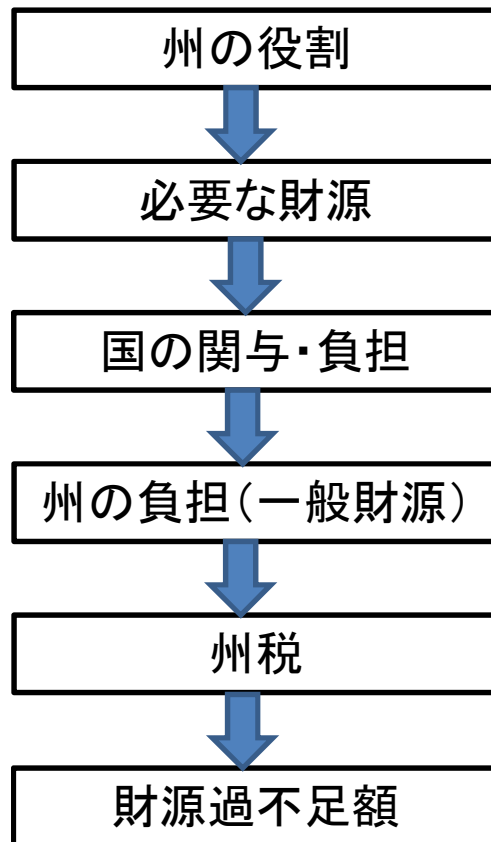 州の役割
必要な財源
国の関与・負担
州の負担（一般財源）
州税
財源過不足額